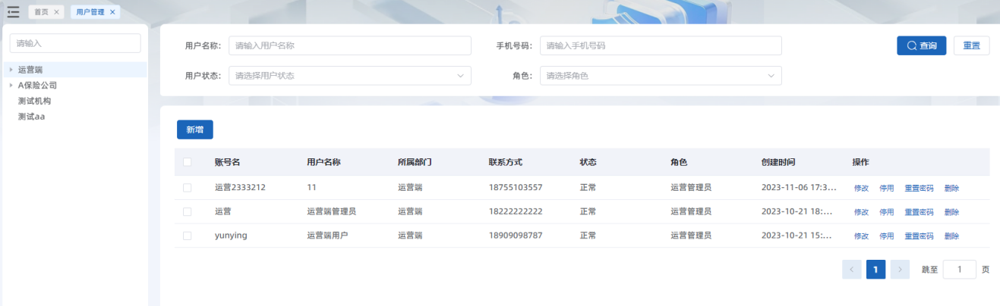 首页 用户管理
请输入
运营端
A保险公司
测试机构
测试aa
用户名称： 请输入用户名称 手机号码： 请输入手机号码 查询 重置
用户状态： 请选择用户状态 角色： 请选择角色
新增
账号名 用户名称 所属部门 联系方式 状态 角色 创建时间 操作
运营2333212 11 运营端 18755103557 正常 运营管理员 2023-11-06 17:3... 修改 停用 重置密码 删除
运营 运营端管理员 运营端 18222222222 正常 运营管理员 2023-10-21 18:... 修改 停用 重置密码 删除
yunying 运营端用户 运营端 18909098787 正常 运营管理员 2023-10-21 15:... 修改 停用 重置密码 删除
1 跳至 1 页